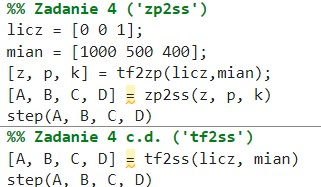 %% Zadanie 4 ('zp2ss')
licz = [0 0 1];
mian = [1000 500 400];
[z, p, k] = tf2zp(licz,mian);
[A, B, C, D] = zp2ss(z, p, k)
step(A, B, C, D)
%% Zadanie 4 c.d. ('tf2ss')
[A, B, C, D] = tf2ss(licz, mian)
step(A, B, C, D)